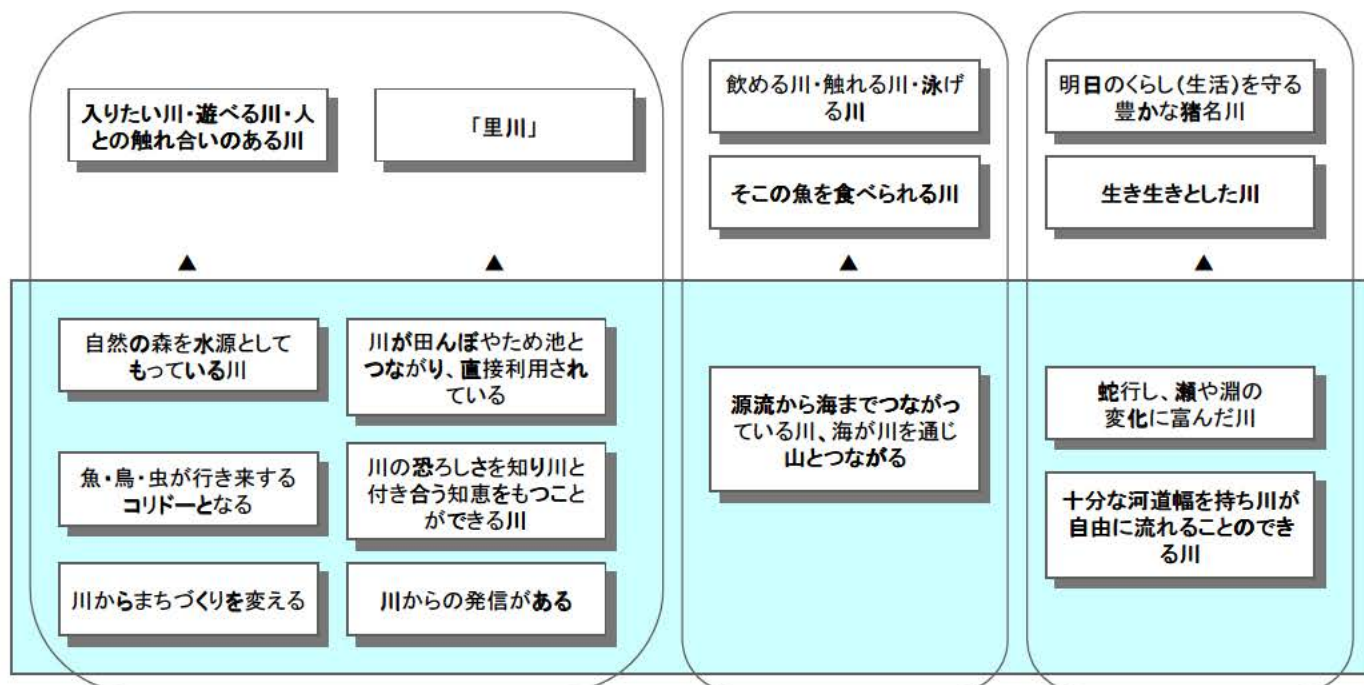 入りたい川・遊べる川・人
との触れ合いのある川
「里川」
▲
▲
自然の森を水源として
もっている川
川が田んぼやため池と
つながり、直接利用され
ている
魚・鳥・虫が行き来する
コリドーとなる
川の恐ろしさを知り川と
付き合う知恵をもつこと
ができる川
川からまちづくりを変える
川からの発信がある
飲める川・触れる川・泳げ
る川
そこの魚を食べられる川
▲
源流から海までつながっ
ている川、海が川を通じ
山とつながる
明日のくらし(生活)を守る
豊かな猪名川
生き生きとした川
▲
蛇行し、瀬や淵の
変化に富んだ川
十分な河道幅を持ち川が
自由に流れることのでき
る川